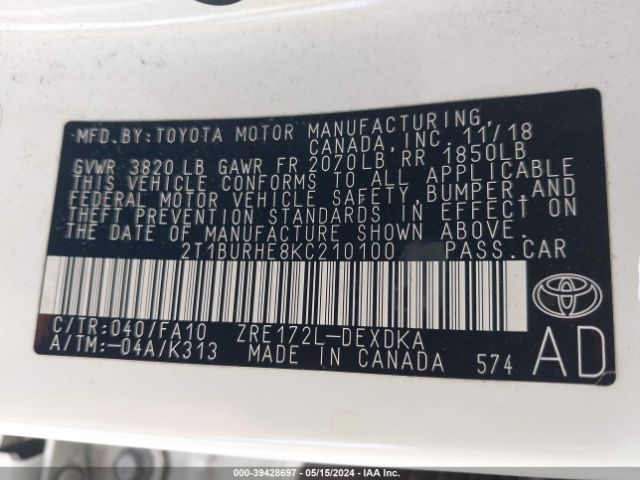 MFD. BY: TOYOTA MOTOR MANUFACTURING,
CANADA, INC. 11/18
GVWR 3820 LB GAWR FR 2070LB RR 1850LB
THIS VEHICLE CONFORMS TO ALL APPLICABLE
FEDERAL MOTOR VEHICLE SAFETY, BUMPER, AND
THEFT PREVENTION STANDARDS IN EFFECT ON
THE DATE OF MANUFACTURE SHOWN ABOVE.
2T1BURHE8KC210100 PASS. CAR
C/TR: 040/FA10 ZRE172L-DEXDKA
A/TM: -04A/K313 MADE IN CANADA 574 AD
000-39428697 - 05/15/2024 - IAA Inc.